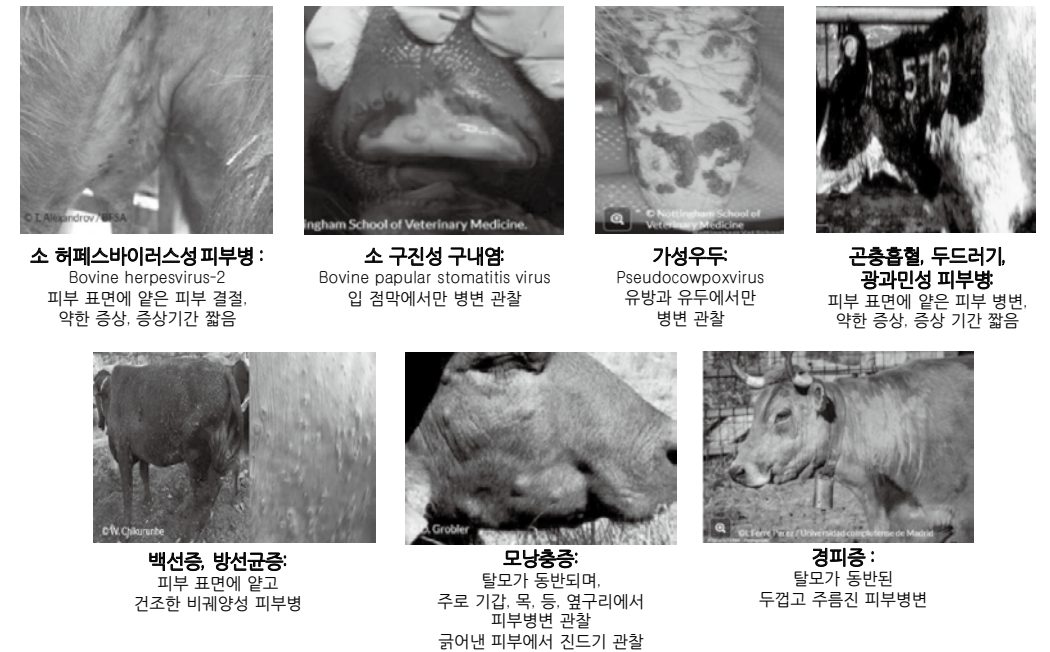 © I. Alexandrov / BFSA
ingham School of Veterinary Medicine.
© Nottingham School of
Veterinary Medicine.
573
소 허페스바이러스성 피부병 :
Bovine herpesvirus-2
피부 표면에 얕은 피부 결절,
약한 증상, 증상기간 짧음
소 구진성 구내염:
Bovine papular stomatitis virus
입 점막에서만 병변 관찰
가성우두:
Pseudocowpoxvirus
유방과 유두에서만
병변 관찰
곤충흡혈, 두드러기,
광과민성 피부병:
피부 표면에 얕은 피부 병변,
약한 증상, 증상 기간 짧음
©W. Chikurunhe
Grobler
©L Ferre Perez / Universidad complutense de Madrid
백선증, 방선균증:
피부 표면에 얕고
건조한 비궤양성 피부병
모낭충증:
탈모가 동반되며,
주로 기갑, 목, 등, 옆구리에서
피부병변 관찰
긁어낸 피부에서 진드기 관찰
경피증 :
탈모가 동반된
두껍고 주름진 피부병변